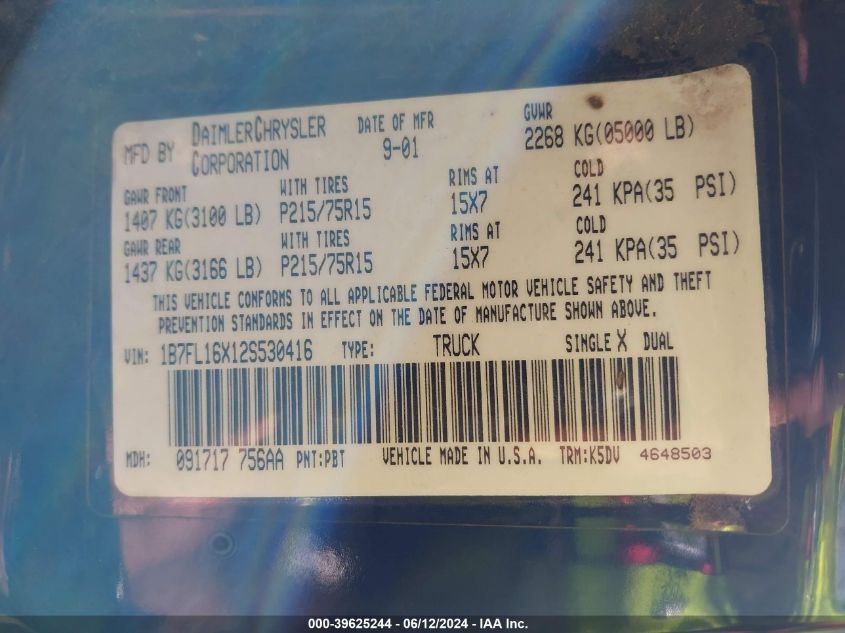 MFD BY DAIMLERCHRYSLER CORPORATION DATE OF MFR 9-01 GVWR 2268 KG(05000 LB)
GAWR FRONT WITH TIRES RIMS AT COLD
1407 KG(3100 LB) P215/75R15 15X7 241 KPA(35 PSI)
GAWR REAR WITH TIRES RIMS AT COLD
1437 KG(3166 LB) P215/75R15 15X7 241 KPA(35 PSI)
THIS VEHICLE CONFORMS TO ALL APPLICABLE FEDERAL MOTOR VEHICLE SAFETY AND THEFT
PREVENTION STANDARDS IN EFFECT ON THE DATE OF MANUFACTURE SHOWN ABOVE.
VIN: 1B7FL16X12S530416 TYPE: TRUCK SINGLE X DUAL
MDH: 091717 756AA PNT:PBT VEHICLE MADE IN U.S.A. TRM:K5DV 4648503
000-39625244 - 06/12/2024 - IAA Inc.